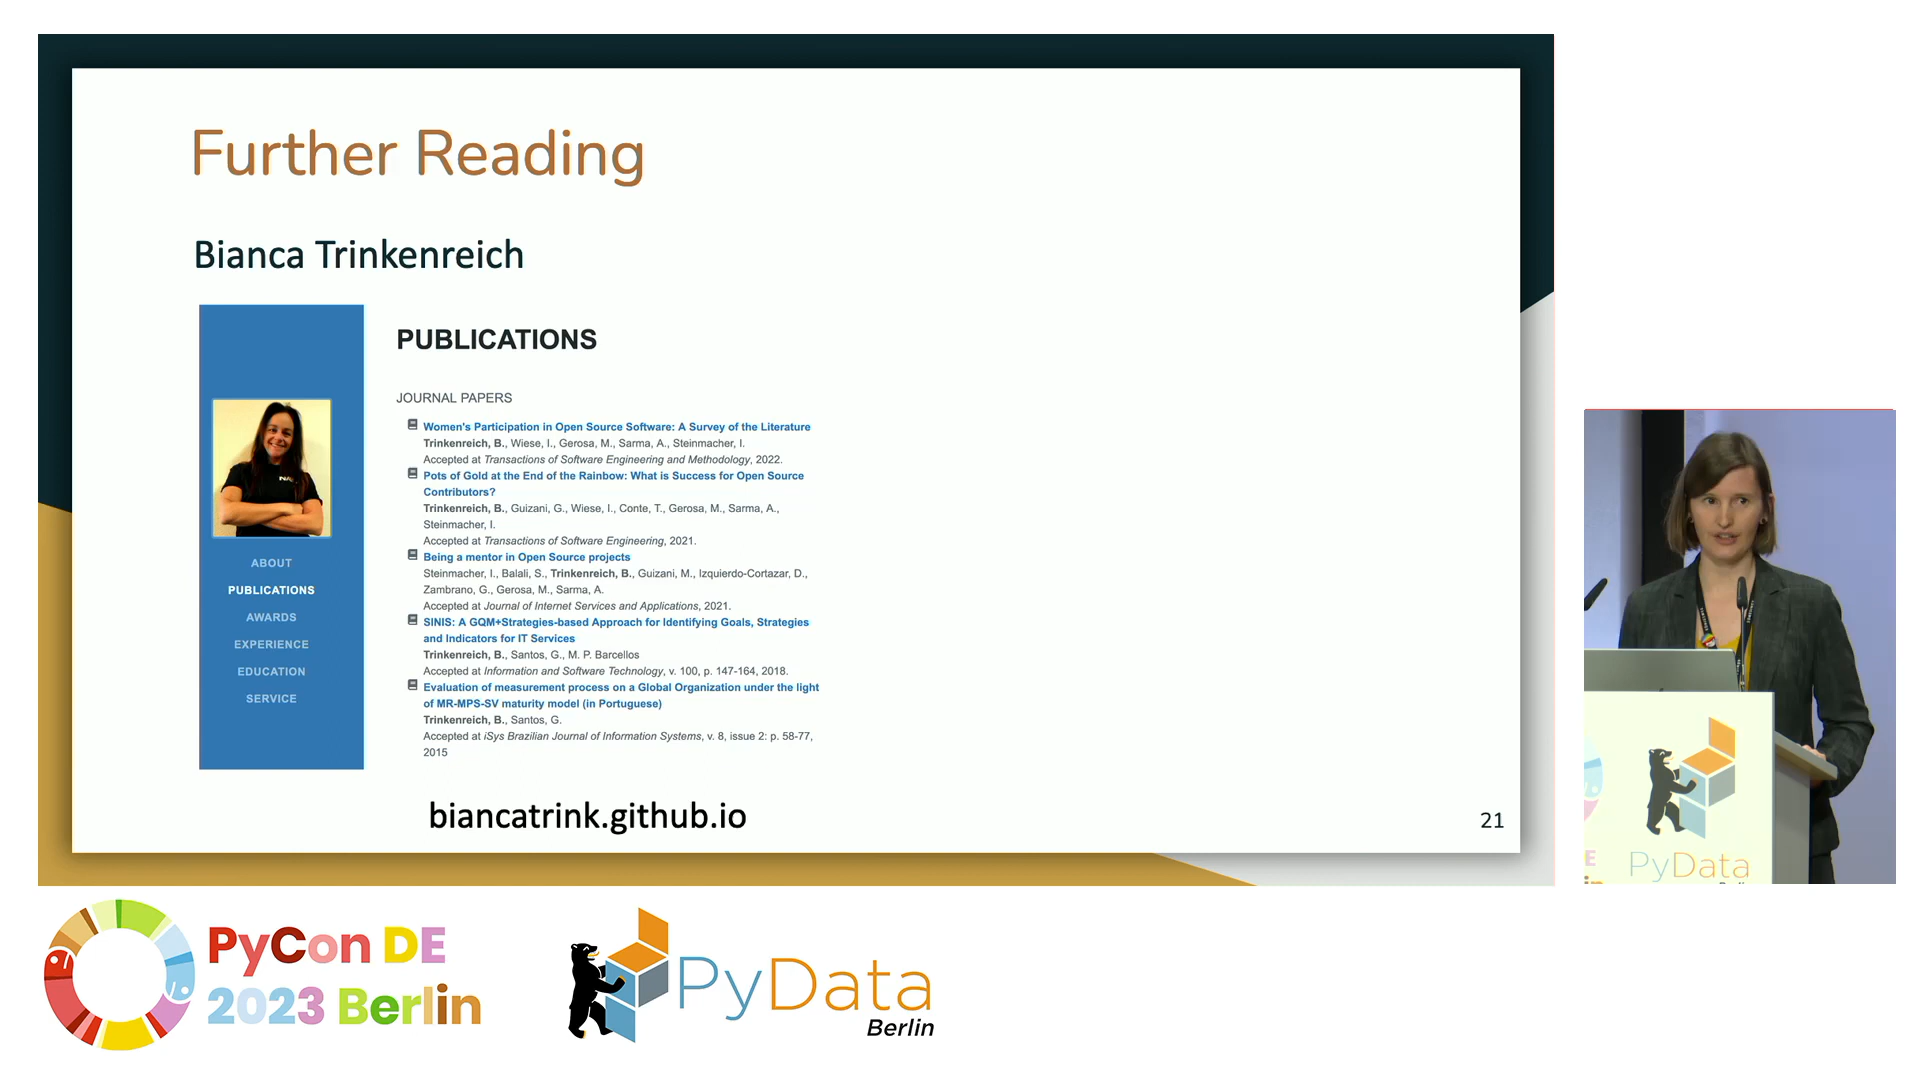 Further Reading
Bianca Trinkenreich
ABOUT
PUBLICATIONS
AWARDS
EXPERIENCE
EDUCATION
SERVICE
PUBLICATIONS
JOURNAL PAPERS
Women's Participation in Open Source Software: A Survey of the Literature
Trinkenreich, B., Wiese, I., Gerosa, M., Sarma, A., Steinmacher, I.
Accepted at Transactions of Software Engineering and Methodology, 2022.
Pots of Gold at the End of the Rainbow: What is Success for Open Source
Contributors?
Trinkenreich, B., Guizani, G., Wiese, I., Conte, T., Gerosa, M., Sarma, A.,
Steinmacher, I.
Accepted at Transactions of Software Engineering, 2021.
Being a mentor in Open Source projects
Steinmacher, I., Balali, S., Trinkenreich, B., Guizani, M., Izquierdo-Cortazar, D.,
Zambrano, G., Gerosa, M., Sarma, A.
Accepted at Journal of Internet Services and Applications, 2021.
SINIS: A GQM+Strategies-based Approach for Identifying Goals, Strategies
and Indicators for IT Services
Trinkenreich, B., Santos, G., M. P. Barcellos
Accepted at Information and Software Technology, v. 100, p. 147-164, 2018.
Evaluation of measurement process on a Global Organization under the light
of MR-MPS-SV maturity model (in Portuguese)
Trinkenreich, B., Santos, G.
Accepted at iSys Brazilian Journal of Information Systems, v. 8, issue 2: p. 58-77,
2015
biancatrink.github.io
21
PyData
PyCon DE
2023 Berlin
PyData
Berlin